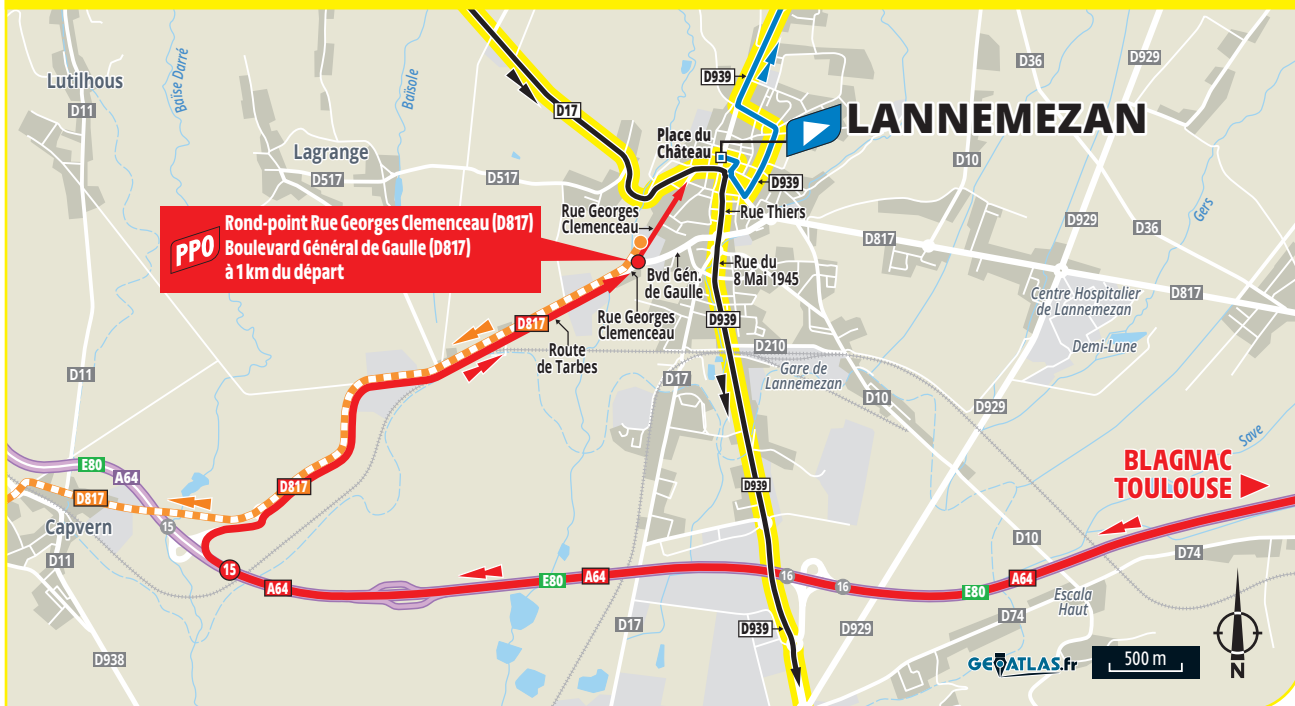 D36
D929
D939
Lutilhous
D11
Baïse Darré
Baïsole
D17
Place du
Château
LANNEMEZAN
Lagrange
D10
D517
D517
D939
Rue Georges
Clemenceau
Rue Thiers
D929
D36
Gers
PPO
Rond-point Rue Georges Clemenceau (D817)
Boulevard Général de Gaulle (D817)
à 1 km du départ
D817
Bvd Gén.
de Gaulle
Rue du
8 Mai 1945
Centre Hospitalier
de Lannemezan
D817
Rue Georges
Clemenceau
D817
D939
Route
de Tarbes
D210
Demi-Lune
D11
D17
Gare de
Lannemezan
D10
D929
Save
E80
A64
D817
D817
D939
BLAGNAC
TOULOUSE
Capvern
15
D11
D10
D74
15
A64
E80
A64
16
16
E80
A64
Escala
Haut
D74
D17
D939
D929
D938
GEOATLAS.fr
500 m
N